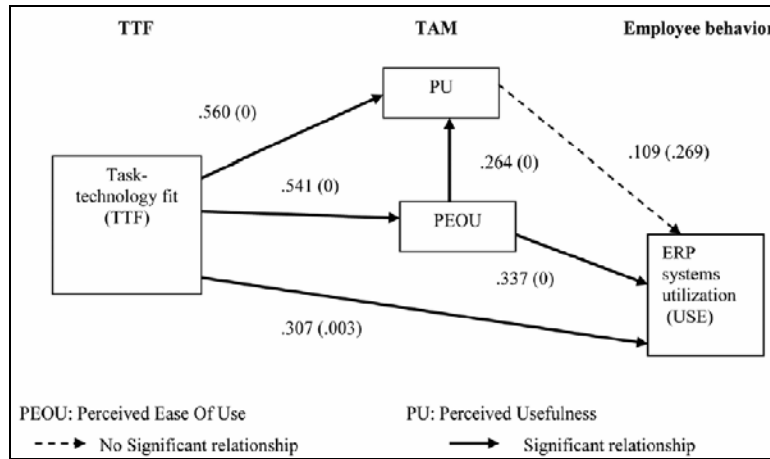 TTF
TAM
Employee behavior
PU
.560 (0)
.109 (.269)
.264 (0)
Task-
technology fit
(TTF)
.541 (0)
PEOU
ERP
systems
utilization
(USE)
.337 (0)
.307 (.003)
PEOU: Perceived Ease Of Use
PU: Perceived Usefulness
No Significant relationship
Significant relationship